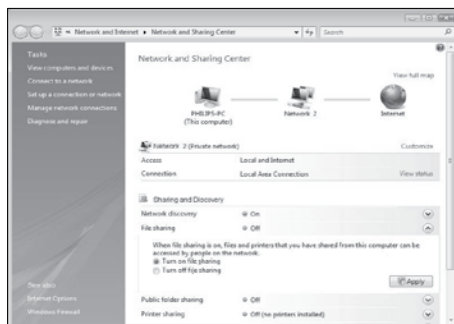 Network and Internet ▸ Network and Sharing Center
Search
Tasks
View computers and devices
Connect to a network
Set up a connection or network
Manage network connections
Diagnose and repair
See also
Internet Options
Windows Firewall
Network and Sharing Center
View full map
PHILIPS-PC
(This computer)
Network 2
Internet
Network 2 (Private network)
Customize
Access
Local and Internet
Connection
Local Area Connection
View status
Sharing and Discovery
Network discovery
On
File sharing
Off
When file sharing is on, files and printers that you have shared from this computer can be
accessed by people on the network.
Turn on file sharing
Turn off file sharing
Apply
Public folder sharing
Off
Printer sharing
Off (no printers installed)